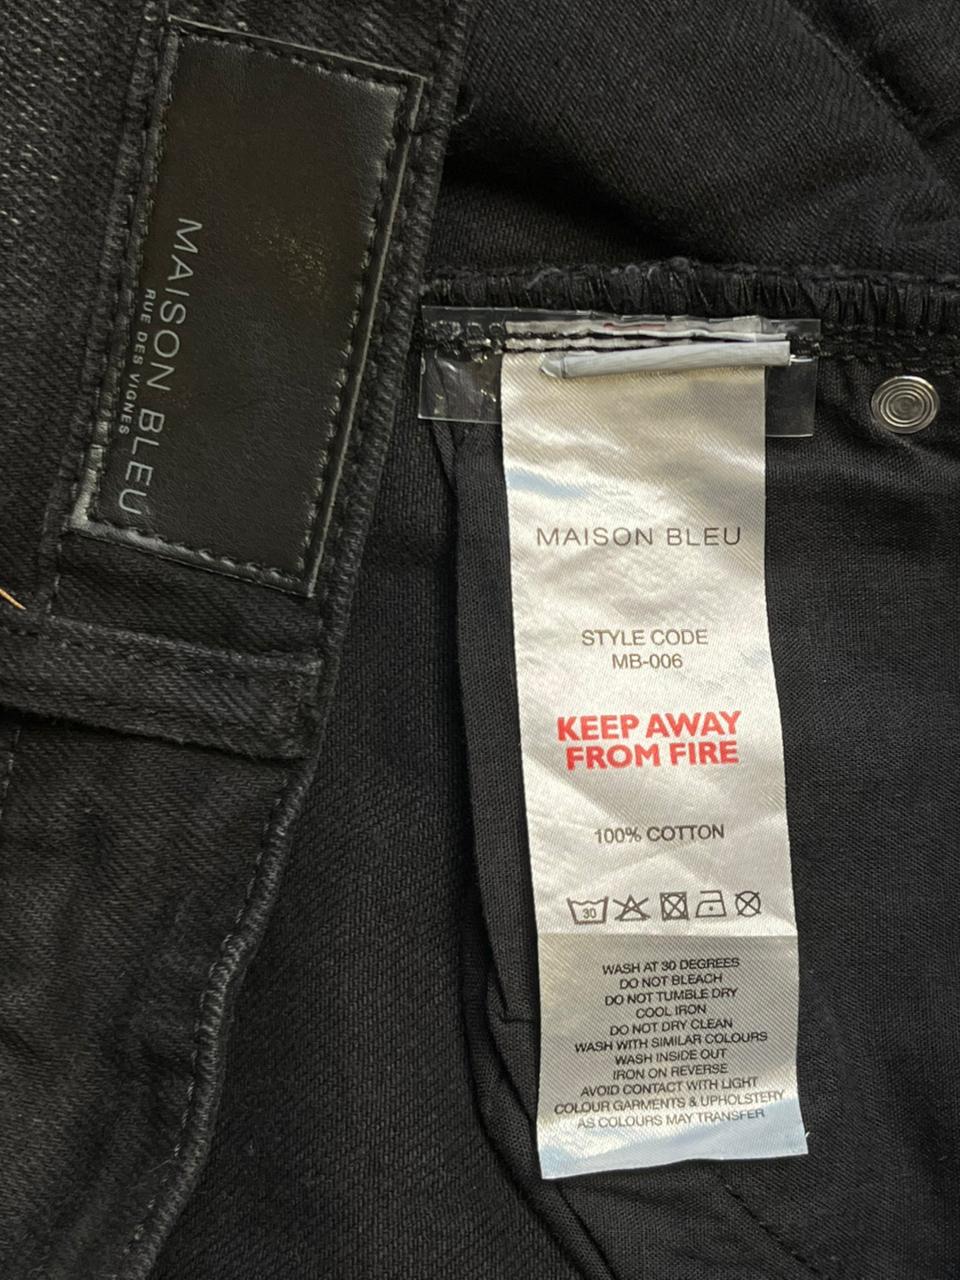 MAISON BLEU
RUE DES VIGNES
MAISON BLEU
STYLE CODE
MB-006
KEEP AWAY
FROM FIRE
100% COTTON
30
WASH AT 30 DEGREES
DO NOT BLEACH
DO NOT TUMBLE DRY
COOL IRON
DO NOT DRY CLEAN
WASH WITH SIMILAR COLOURS
WASH INSIDE OUT
IRON ON REVERSE
AVOID CONTACT WITH LIGHT
COLOUR GARMENTS & UPHOLSTERY
AS COLOURS MAY TRANSFER